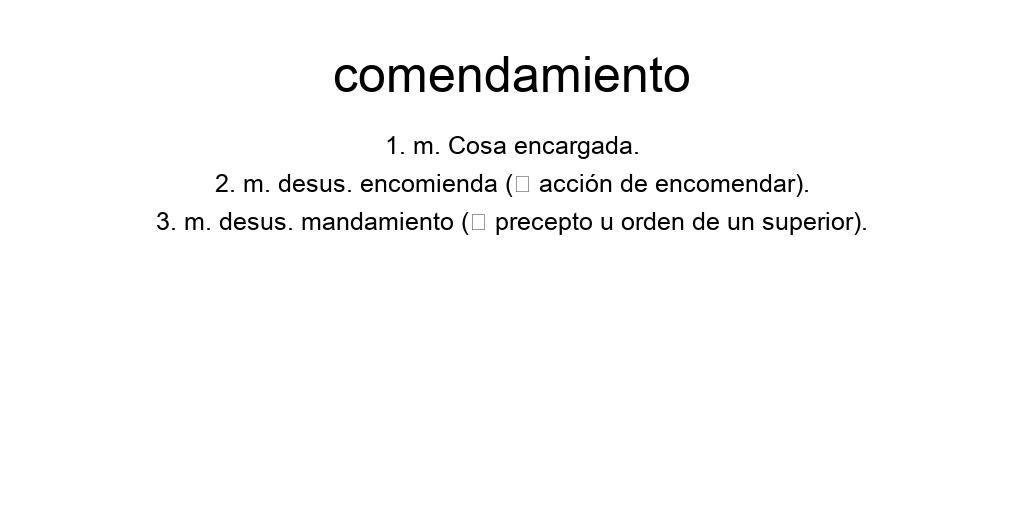 comendamiento
1. m. Cosa encargada.
2. m. desus. encomienda (□ acción de encomendar).
3. m. desus. mandamiento (□ precepto u orden de un superior).